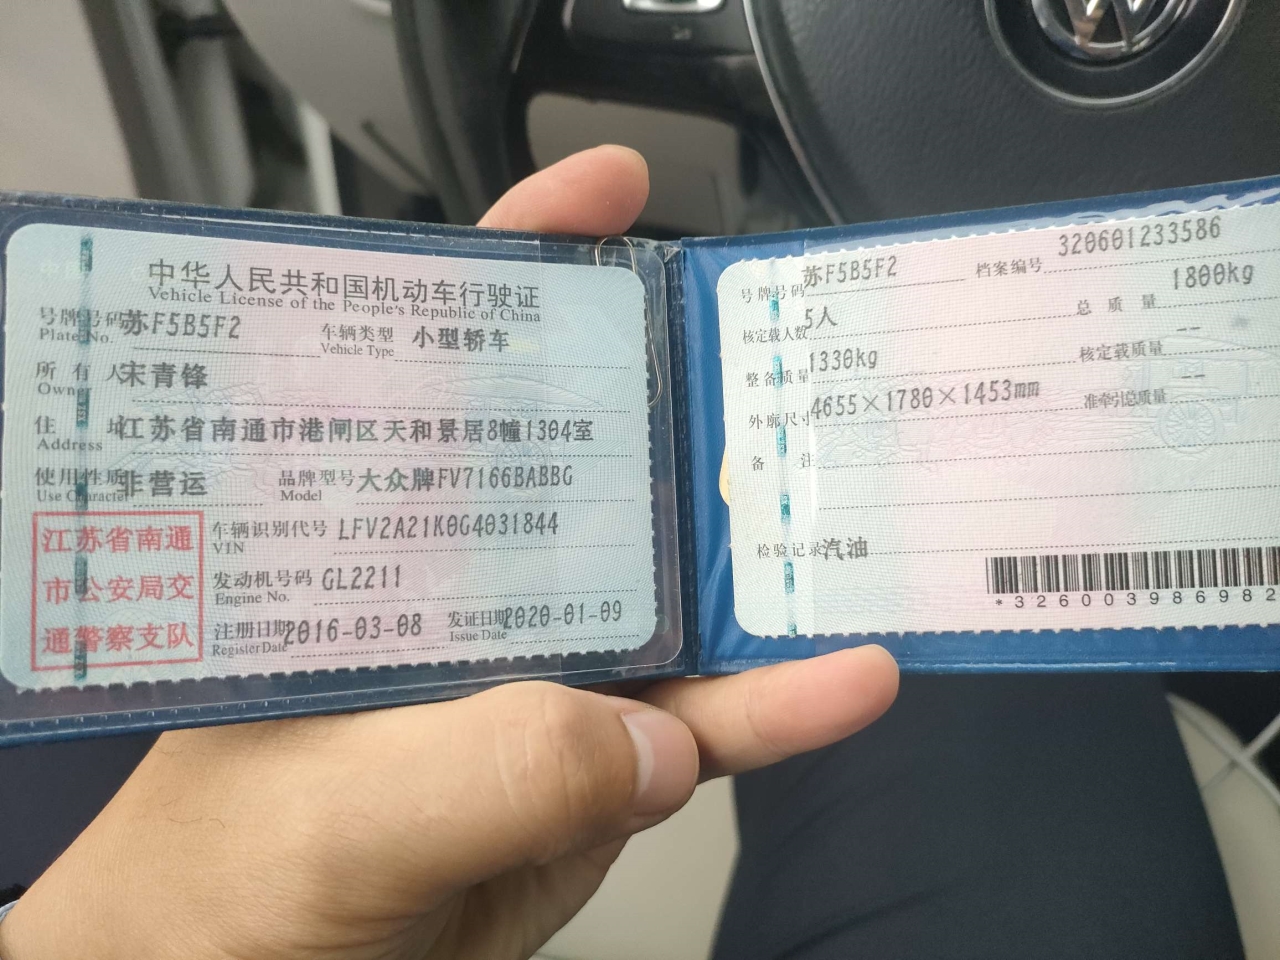 中华人民共和国机动车行驶证
Vehicle License of the People's Republic of China
号牌号码 苏F5B5F2 车辆类型 小型轿车
Plate No. Vehicle Type
所有人 宋青锋
Owner
住址 江苏省南通市港闸区天和景居8幢1304室
Address
使用性质 非营运 品牌型号 大众牌FV7166BABBG
Use Character Model
江苏省南通
市公安局交
通警察支队
车辆识别代号 LFV2A21K0G4031844
VIN
发动机号码 GL2211
Engine No.
注册日期 2016-03-08 发证日期 2020-01-09
Register Date Issue Date
号牌号码 苏F5B5F2 档案编号 320601233586
核定载人数 5人 总质量 1800kg
整备质量 1330kg 核定载质量 --
外廓尺寸 4655×1780×1453mm 准牵引总质量 --
备注
检验记录 汽油
*326003986982